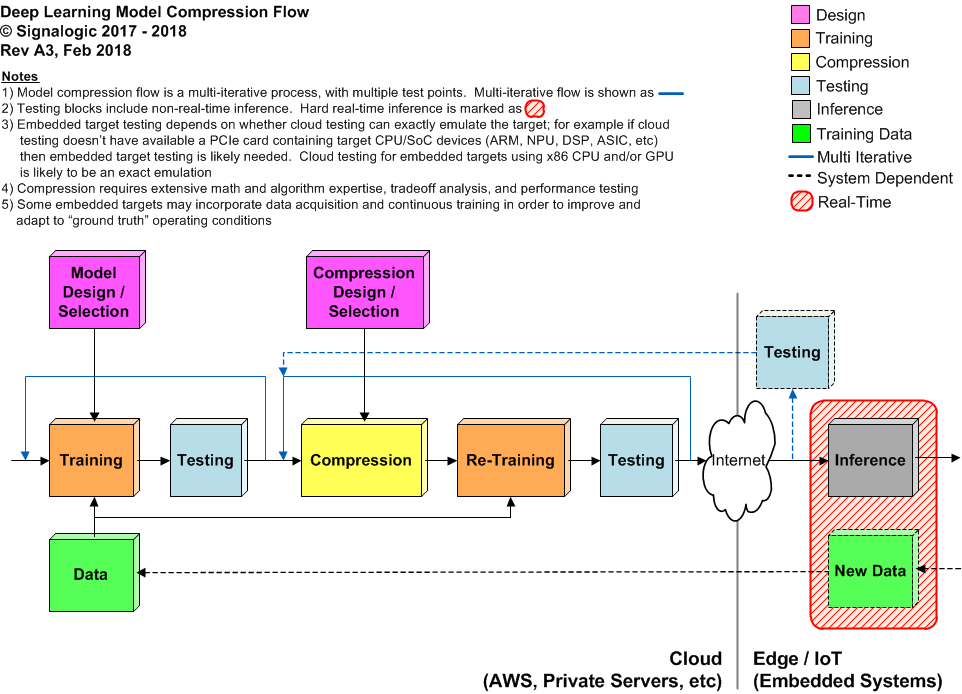 Deep Learning Model Compression Flow
© Signalogic 2017 - 2018
Rev A3, Feb 2018
Notes
1) Model compression flow is a multi-iterative process, with multiple test points.  Multi-iterative flow is shown as
2) Testing blocks include non-real-time inference.  Hard real-time inference is marked as
3) Embedded target testing depends on whether cloud testing can exactly emulate the target; for example if cloud
testing doesn't have available a PCIe card containing target CPU/SoC devices (ARM, NPU, DSP, ASIC, etc)
then embedded target testing is likely needed.  Cloud testing for embedded targets using x86 CPU and/or GPU
is likely to be an exact emulation
4) Compression requires extensive math and algorithm expertise, tradeoff analysis, and performance testing
5) Some embedded targets may incorporate data acquisition and continuous training in order to improve and
adapt to “ground truth” operating conditions
Design
Training
Compression
Testing
Inference
Training Data
Multi Iterative
System Dependent
Real-Time
Model
Design /
Selection
Compression
Design /
Selection
Testing
Training
Testing
Compression
Re-Training
Testing
Internet
Inference
Data
New Data
Cloud
(AWS, Private Servers, etc)
Edge / IoT
(Embedded Systems)